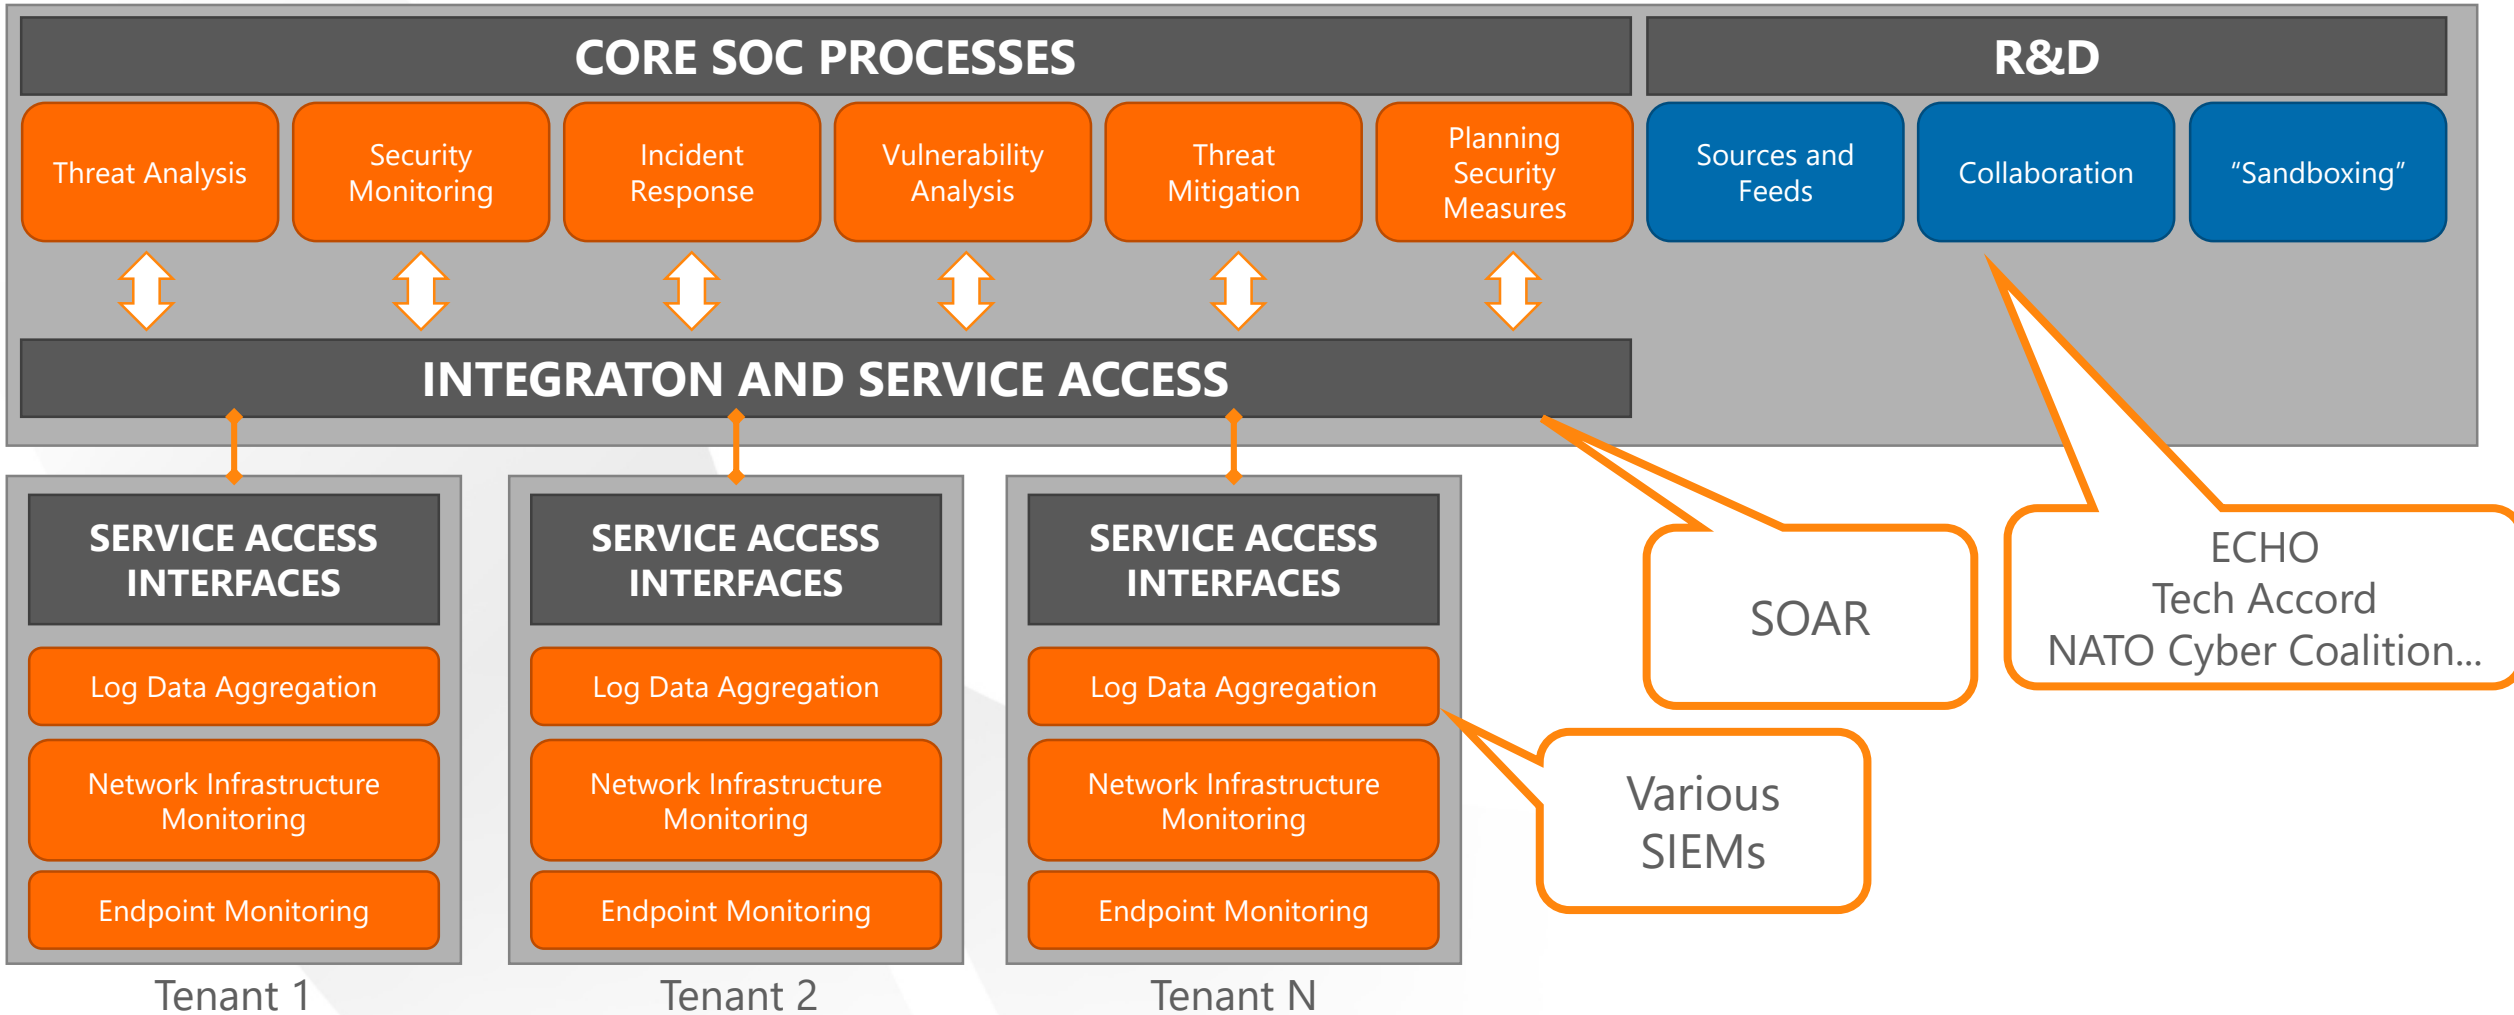 CORE SOC PROCESSES
R&D
Threat Analysis
Security
Monitoring
Incident
Response
Vulnerability
Analysis
Threat
Mitigation
Planning
Security
Measures
Sources and
Feeds
Collaboration
“Sandboxing”
INTEGRATON AND SERVICE ACCESS
SERVICE ACCESS
INTERFACES
Log Data Aggregation
Network Infrastructure
Monitoring
Endpoint Monitoring
Tenant 1
SERVICE ACCESS
INTERFACES
Log Data Aggregation
Network Infrastructure
Monitoring
Endpoint Monitoring
Tenant 2
SERVICE ACCESS
INTERFACES
Log Data Aggregation
Network Infrastructure
Monitoring
Endpoint Monitoring
Tenant N
SOAR
ECHO
Tech Accord
NATO Cyber Coalition...
Various
SIEMs